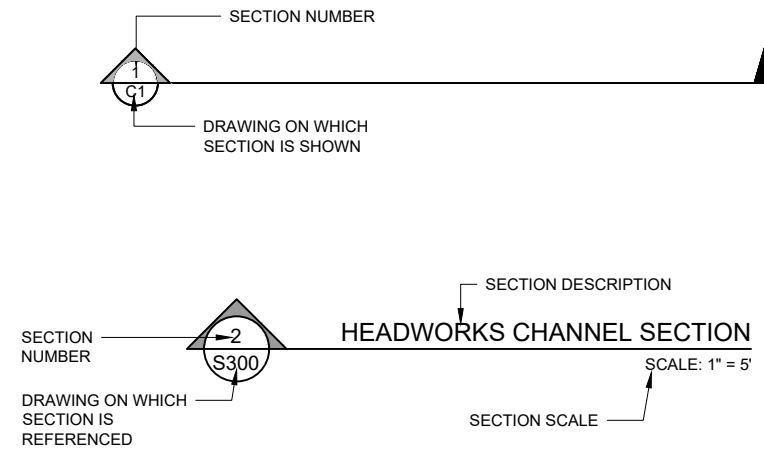 SECTION NUMBER
1
C1
DRAWING ON WHICH
SECTION IS SHOWN
SECTION DESCRIPTION
SECTION
NUMBER
2
HEADWORKS CHANNEL SECTION
S300
SCALE: 1" = 5'
DRAWING ON WHICH
SECTION IS
REFERENCED
SECTION SCALE